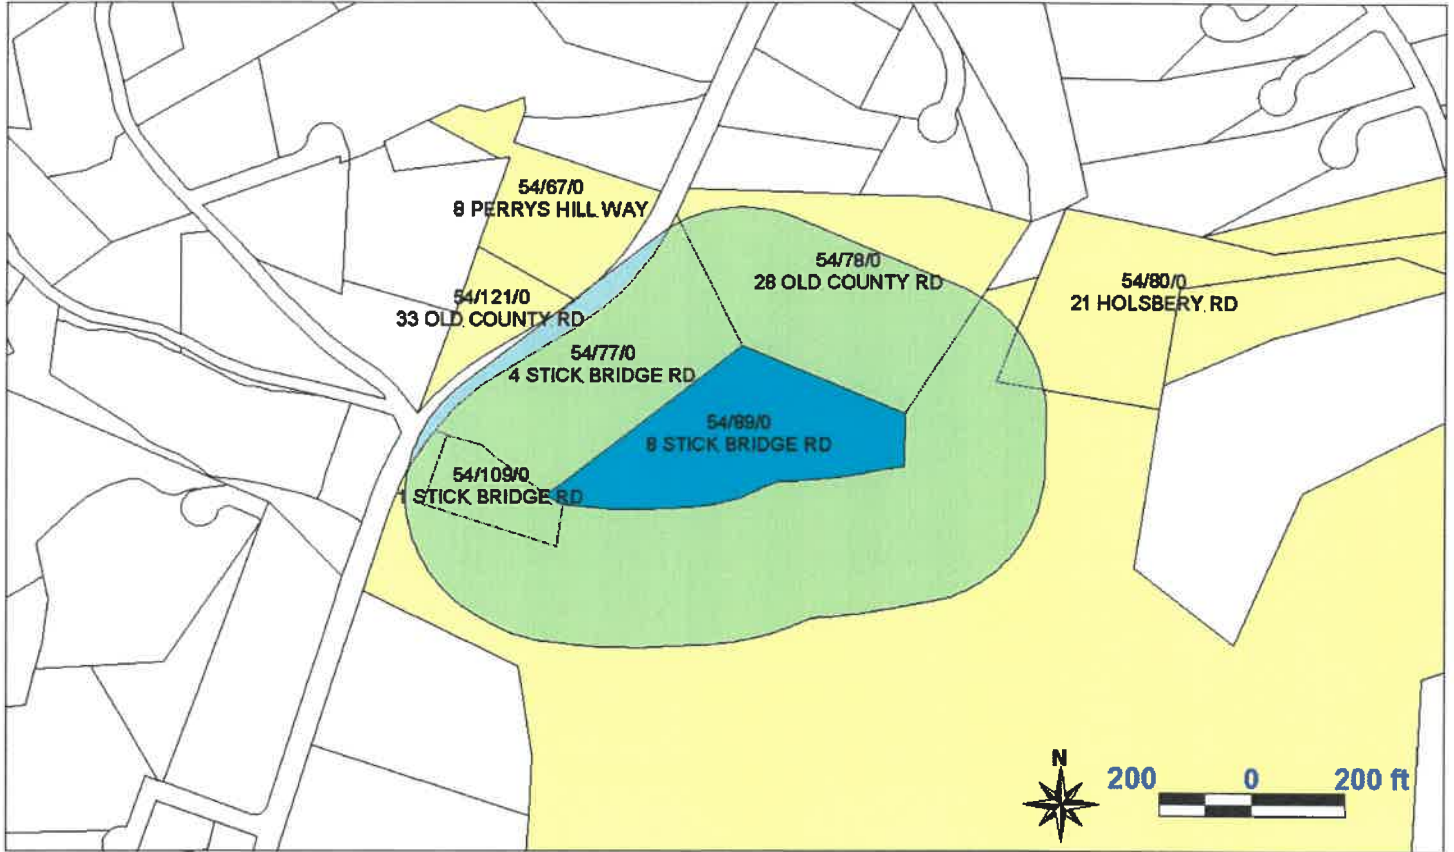 54/67/0
8 PERRYS HILL WAY
54/78/0
28 OLD COUNTY RD
54/80/0
21 HOLSBERY RD
54/121/0
33 OLD COUNTY RD
54/77/0
4 STICK BRIDGE RD
54/89/0
8 STICK BRIDGE RD
54/109/0
1 STICK BRIDGE RD
N
200 0 200 ft